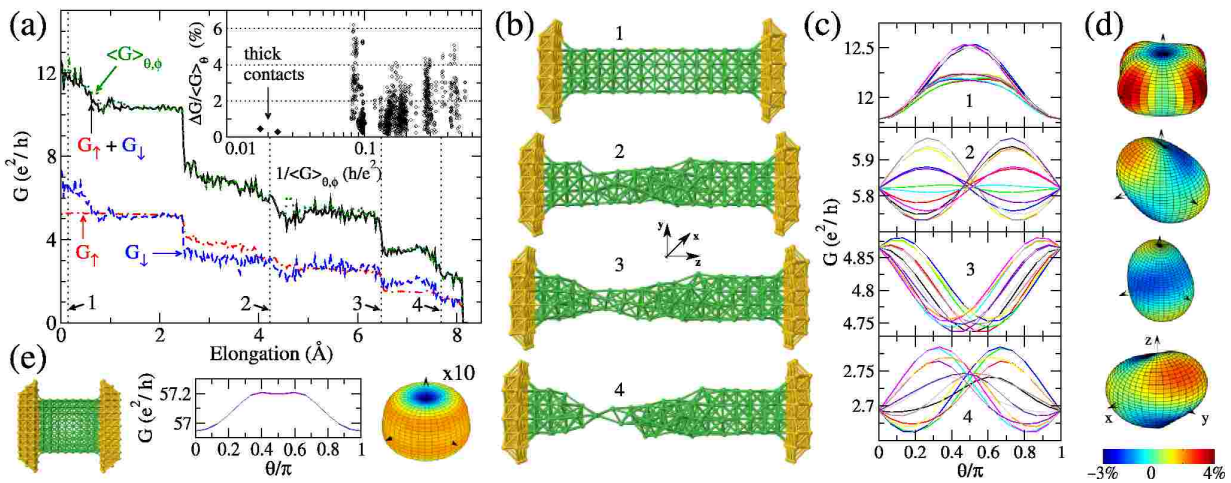 (a)
G (e²/h)
12
8
4
0
<G>θ,ϕ
G↑ + G↓
G↑
G↓
1
2
3
4
0
2
4
6
8
Elongation (Å)
ΔG/<G>θ (%)
6
4
2
0
thick
contacts
0.01
0.1
1
1/<G>θ,ϕ (h/e²)
(b)
1
2
y
x
z
3
4
(c)
G (e²/h)
12.5
12
1
5.9
5.8
2
4.85
4.75
3
2.75
2.7
4
0
0.2
0.4
0.6
0.8
1
θ/π
(d)
z
x
y
-3%
0
4%
(e)
G (e²/h)
57.2
57
0
0.2
0.4
0.6
0.8
1
θ/π
x10